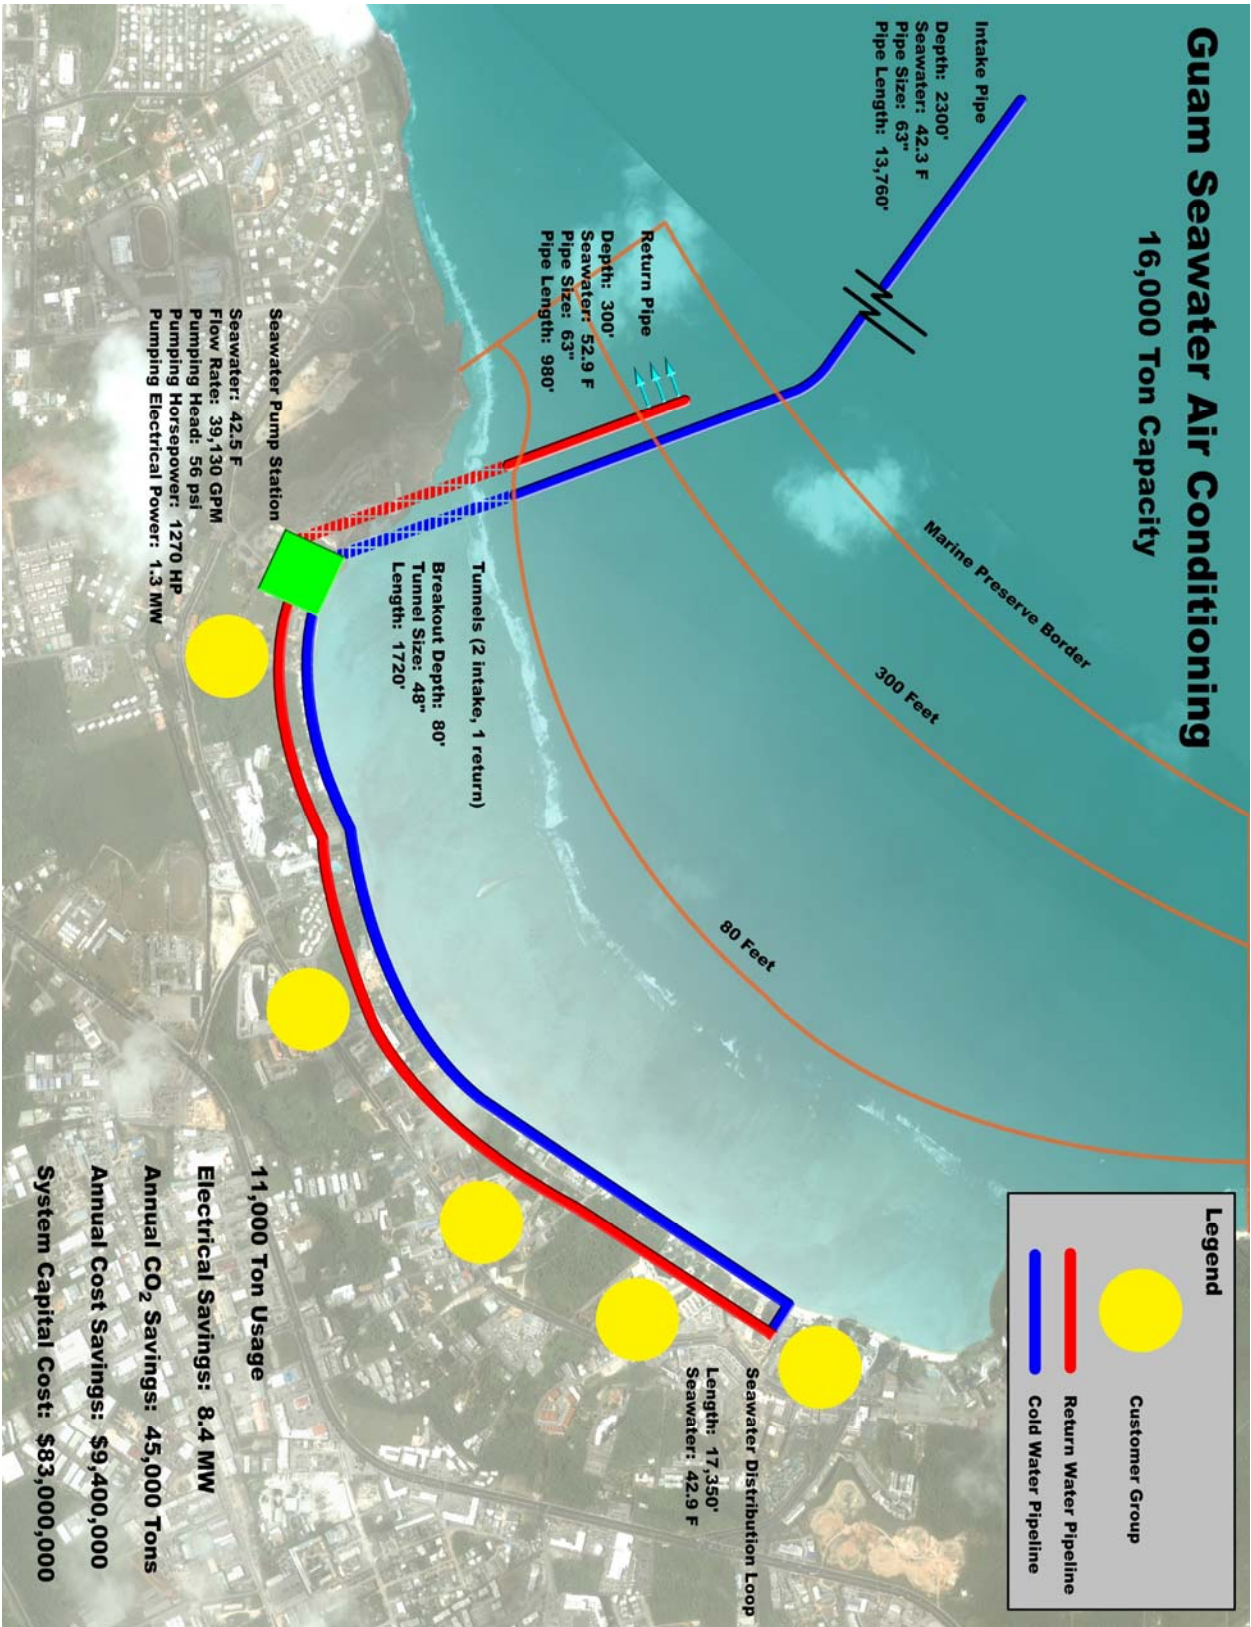 Guam Seawater Air Conditioning
16,000 Ton Capacity
Intake Pipe
Depth: 2300'
Seawater: 42.3 F
Pipe Size: 63"
Pipe Length: 13,760'
Return Pipe
Depth: 300'
Seawater: 52.9 F
Pipe Size: 63"
Pipe Length: 980'
Marine Preserve Border
300 Feet
80 Feet
Tunnels (2 intake, 1 return)
Breakout Depth: 80'
Tunnel Size: 48"
Length: 1720'
Seawater Pump Station
Seawater: 42.5 F
Flow Rate: 39,130 GPM
Pumping Head: 56 psi
Pumping Horsepower: 1270 HP
Pumping Electrical Power: 1.3 MW
Legend
Customer Group
Return Water Pipeline
Cold Water Pipeline
Seawater Distribution Loop
Length: 17,350'
Seawater: 42.9 F
11,000 Ton Usage
Electrical Savings: 8.4 MW
Annual CO2 Savings: 45,000 Tons
Annual Cost Savings: $9,400,000
System Capital Cost: $83,000,000